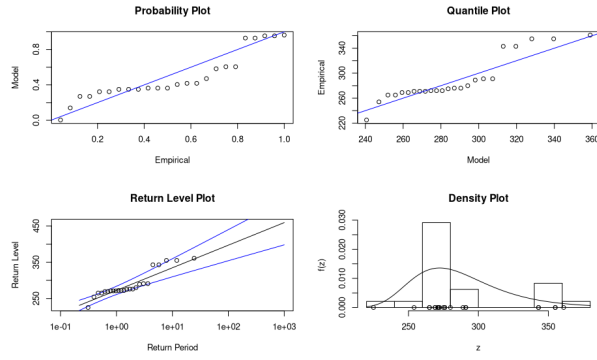 Probability Plot
Model
0.0 0.4 0.8
0.2 0.4 0.6 0.8 1.0
Empirical
Quantile Plot
Empirical
220 260 300 340
240 260 280 300 320 340 360
Model
Return Level Plot
Return Level
250 350 450
1e-01 1e+00 1e+01 1e+02 1e+03
Return Period
Density Plot
f(z)
0.000 0.010 0.020 0.030
250 300 350
z